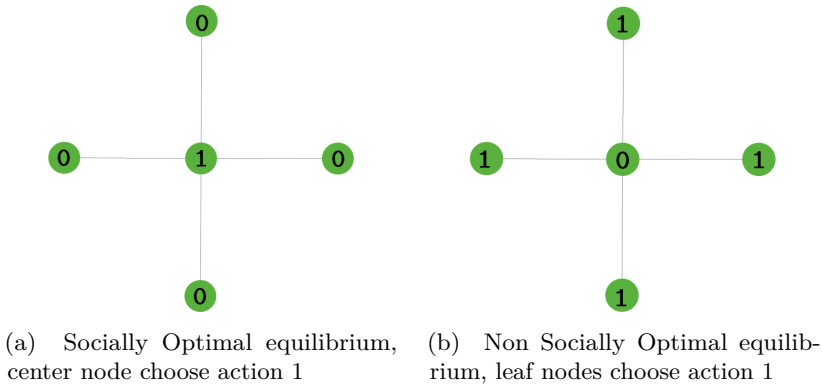 0
0 1 0
0
(a) Socially Optimal equilibrium,
center node choose action 1
1
1 0 1
1
(b) Non Socially Optimal equilib-
rium, leaf nodes choose action 1